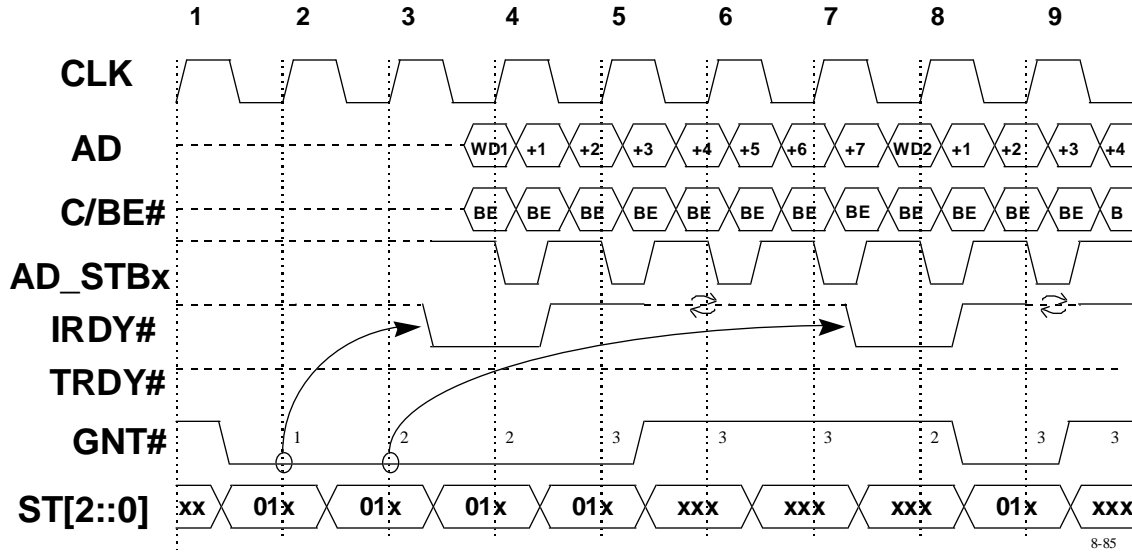 1 2 3 4 5 6 7 8 9
CLK
AD WD1 +1 +2 +3 +4 +5 +6 +7 WD2 +1 +2 +3 +4
C/BE# BE BE BE BE BE BE BE BE BE BE BE BE B
AD_STBx
IRDY#
TRDY#
GNT# 1 2 2 3 3 3 2 3 3
ST[2::0] xx 01x 01x 01x 01x xxx xxx xxx 01x xxx
8-85